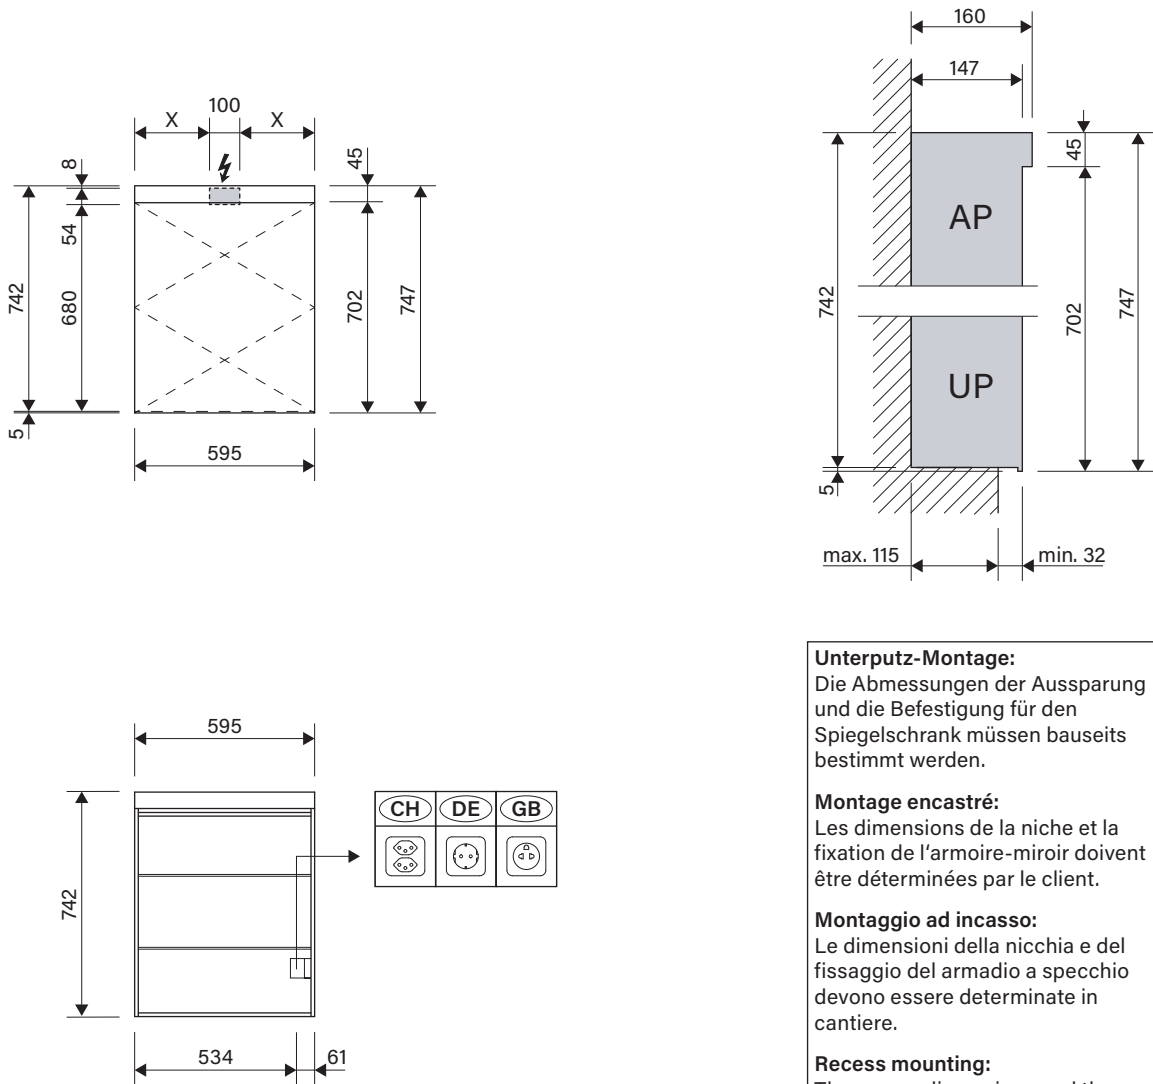 X
100
X
8
45
54
742
680
702
747
5
595
160
147
45
AP
742
702
747
UP
5
max. 115
min. 32
595
CH
DE
GB
742
534
61
Unterputz-Montage:
Die Abmessungen der Aussparung
und die Befestigung für den
Spiegelschrank müssen bauseits
bestimmt werden.
Montage encastré:
Les dimensions de la niche et la
fixation de l'armoire-miroir doivent
être déterminées par le client.
Montaggio ad incasso:
Le dimensioni della nicchia e del
fissaggio del armadio a specchio
devono essere determinate in
cantiere.
Recess mounting: